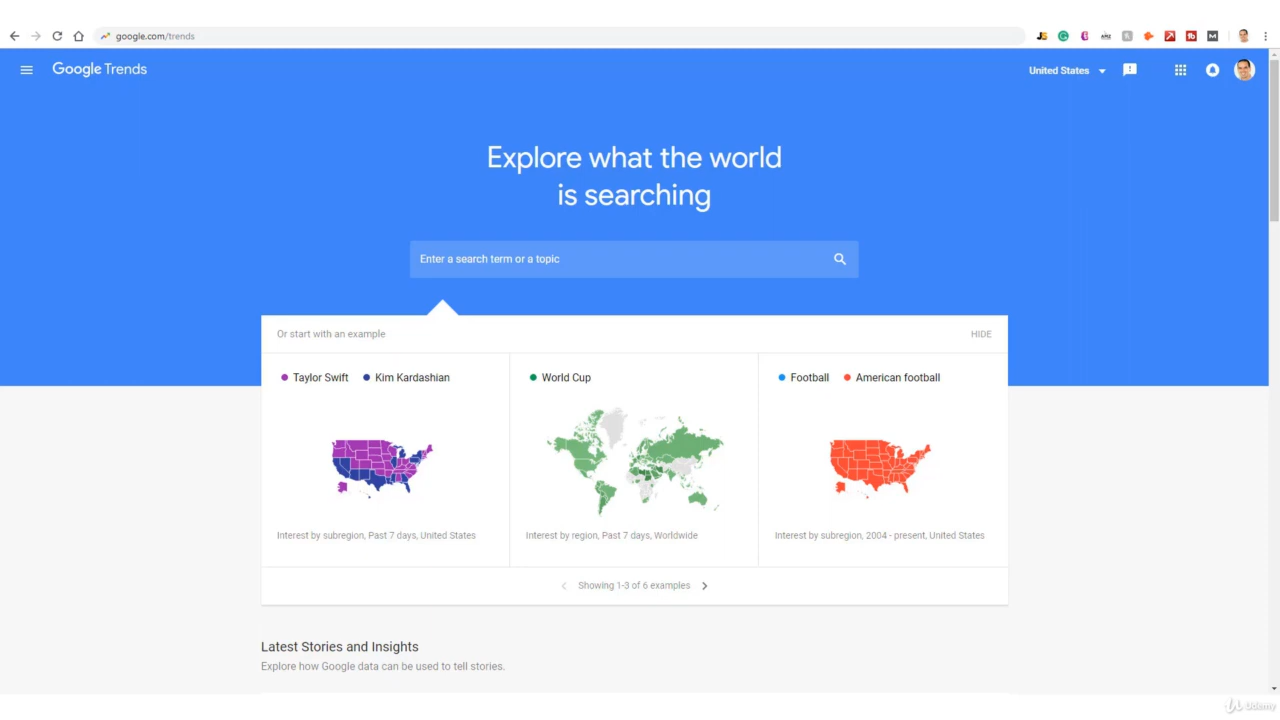 google.com/trends
JS
Google Trends
United States
Explore what the world
is searching
Enter a search term or a topic
Or start with an example
HIDE
Taylor Swift Kim Kardashian
World Cup
Football American football
Interest by subregion, Past 7 days, United States
Interest by region, Past 7 days, Worldwide
Interest by subregion, 2004 - present, United States
Showing 1-3 of 6 examples
Latest Stories and Insights
Explore how Google data can be used to tell stories.
Udemy